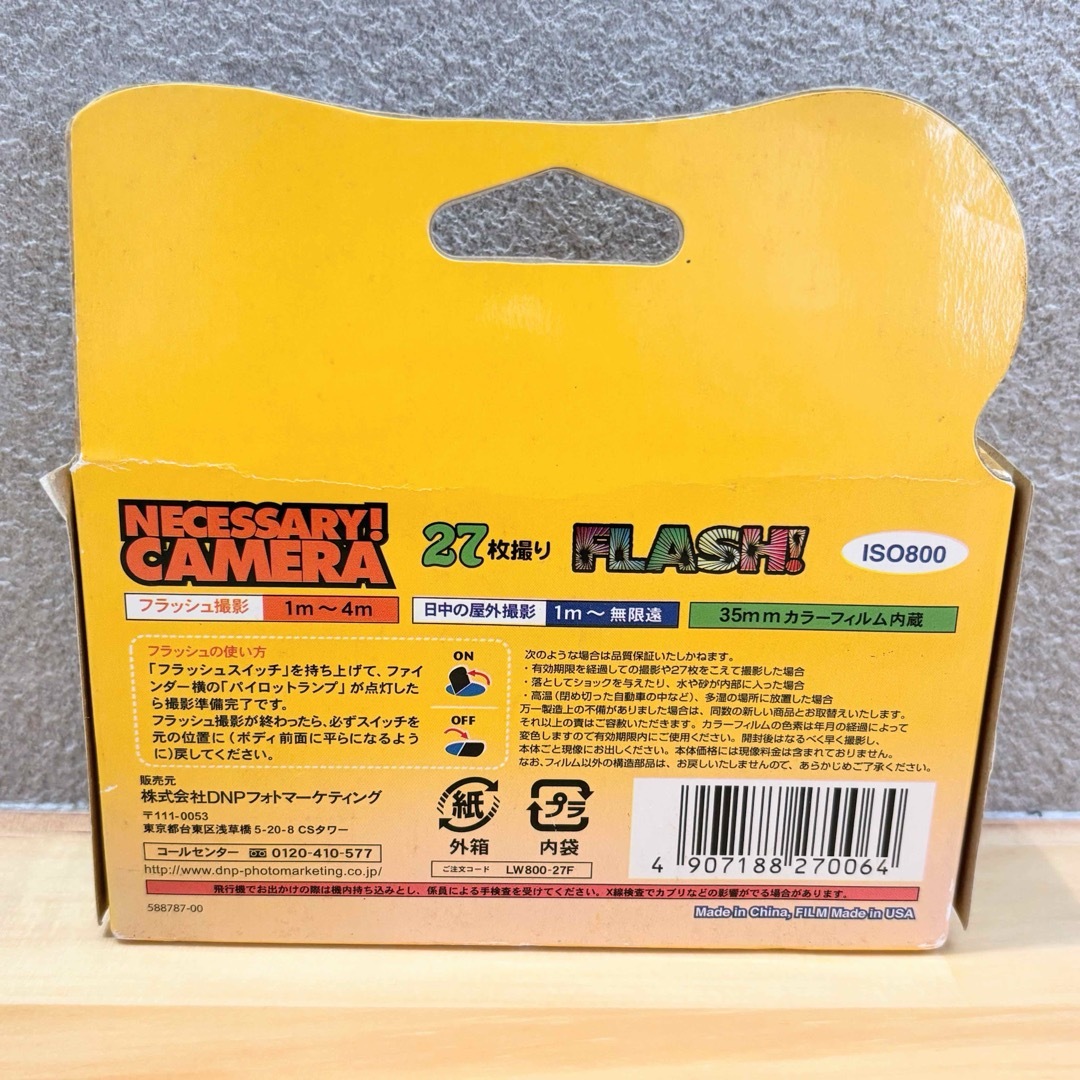 NECESSARY!
CAMERA
27枚撮り
FLASH!
ISO800
フラッシュ撮影 1m～4m
日中の屋外撮影 1m～無限遠
35mmカラーフィルム内蔵
フラッシュの使い方
「フラッシュスイッチ」を持ち上げて、ファイ
ンダー横の「パイロットランプ」が点灯した
ら撮影準備完了です。
フラッシュ撮影が終わったら、必ずスイッチを
元の位置に(ボディ前面に平らになるよう
に)戻してください。
ON
OFF
次のような場合は品質保証いたしかねます。
・有効期限を経過しての撮影や27枚をこえて撮影した場合
・落としてショックを与えたり、水や砂が内部に入った場合
・高温(閉め切った自動車の中など)、多湿の場所に放置した場合
万一製造上の不備がありました場合は、同数の新しい商品とお取替えいたします。
それ以上の責はご容赦いただきます。カラーフィルムの色素は年月の経過によって
変色しますので有効期限内にご使用ください。開封後はなるべく早く撮影し、
本体ごと現像にお出しください。本体価格には現像料金は含まれておりません。
なお、フィルム以外の構造部品は、お戻しいたしませんので、あらかじめご了承ください。
販売元
株式会社DNPフォトマーケティング
〒111-0053
東京都台東区浅草橋5-20-8 CSタワー
コールセンター 0120-410-577
http://www.dnp-photomarketing.co.jp/
紙
外箱
プラ
内袋
ご注文コード LW800-27F
4 907188 270064
飛行機でお出かけの際は機内持ち込みとし、係員による手検査を受けてください。X線検査でカブリなどの影響がでる場合があります。
588787-00
Made in China, FILM Made in USA